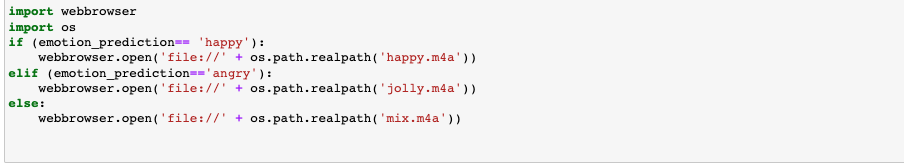 import webbrowser
import os
if (emotion_prediction== 'happy'):
    webbrowser.open('file://' + os.path.realpath('happy.m4a'))
elif (emotion_prediction=='angry'):
    webbrowser.open('file://' + os.path.realpath('jolly.m4a'))
else:
    webbrowser.open('file://' + os.path.realpath('mix.m4a'))